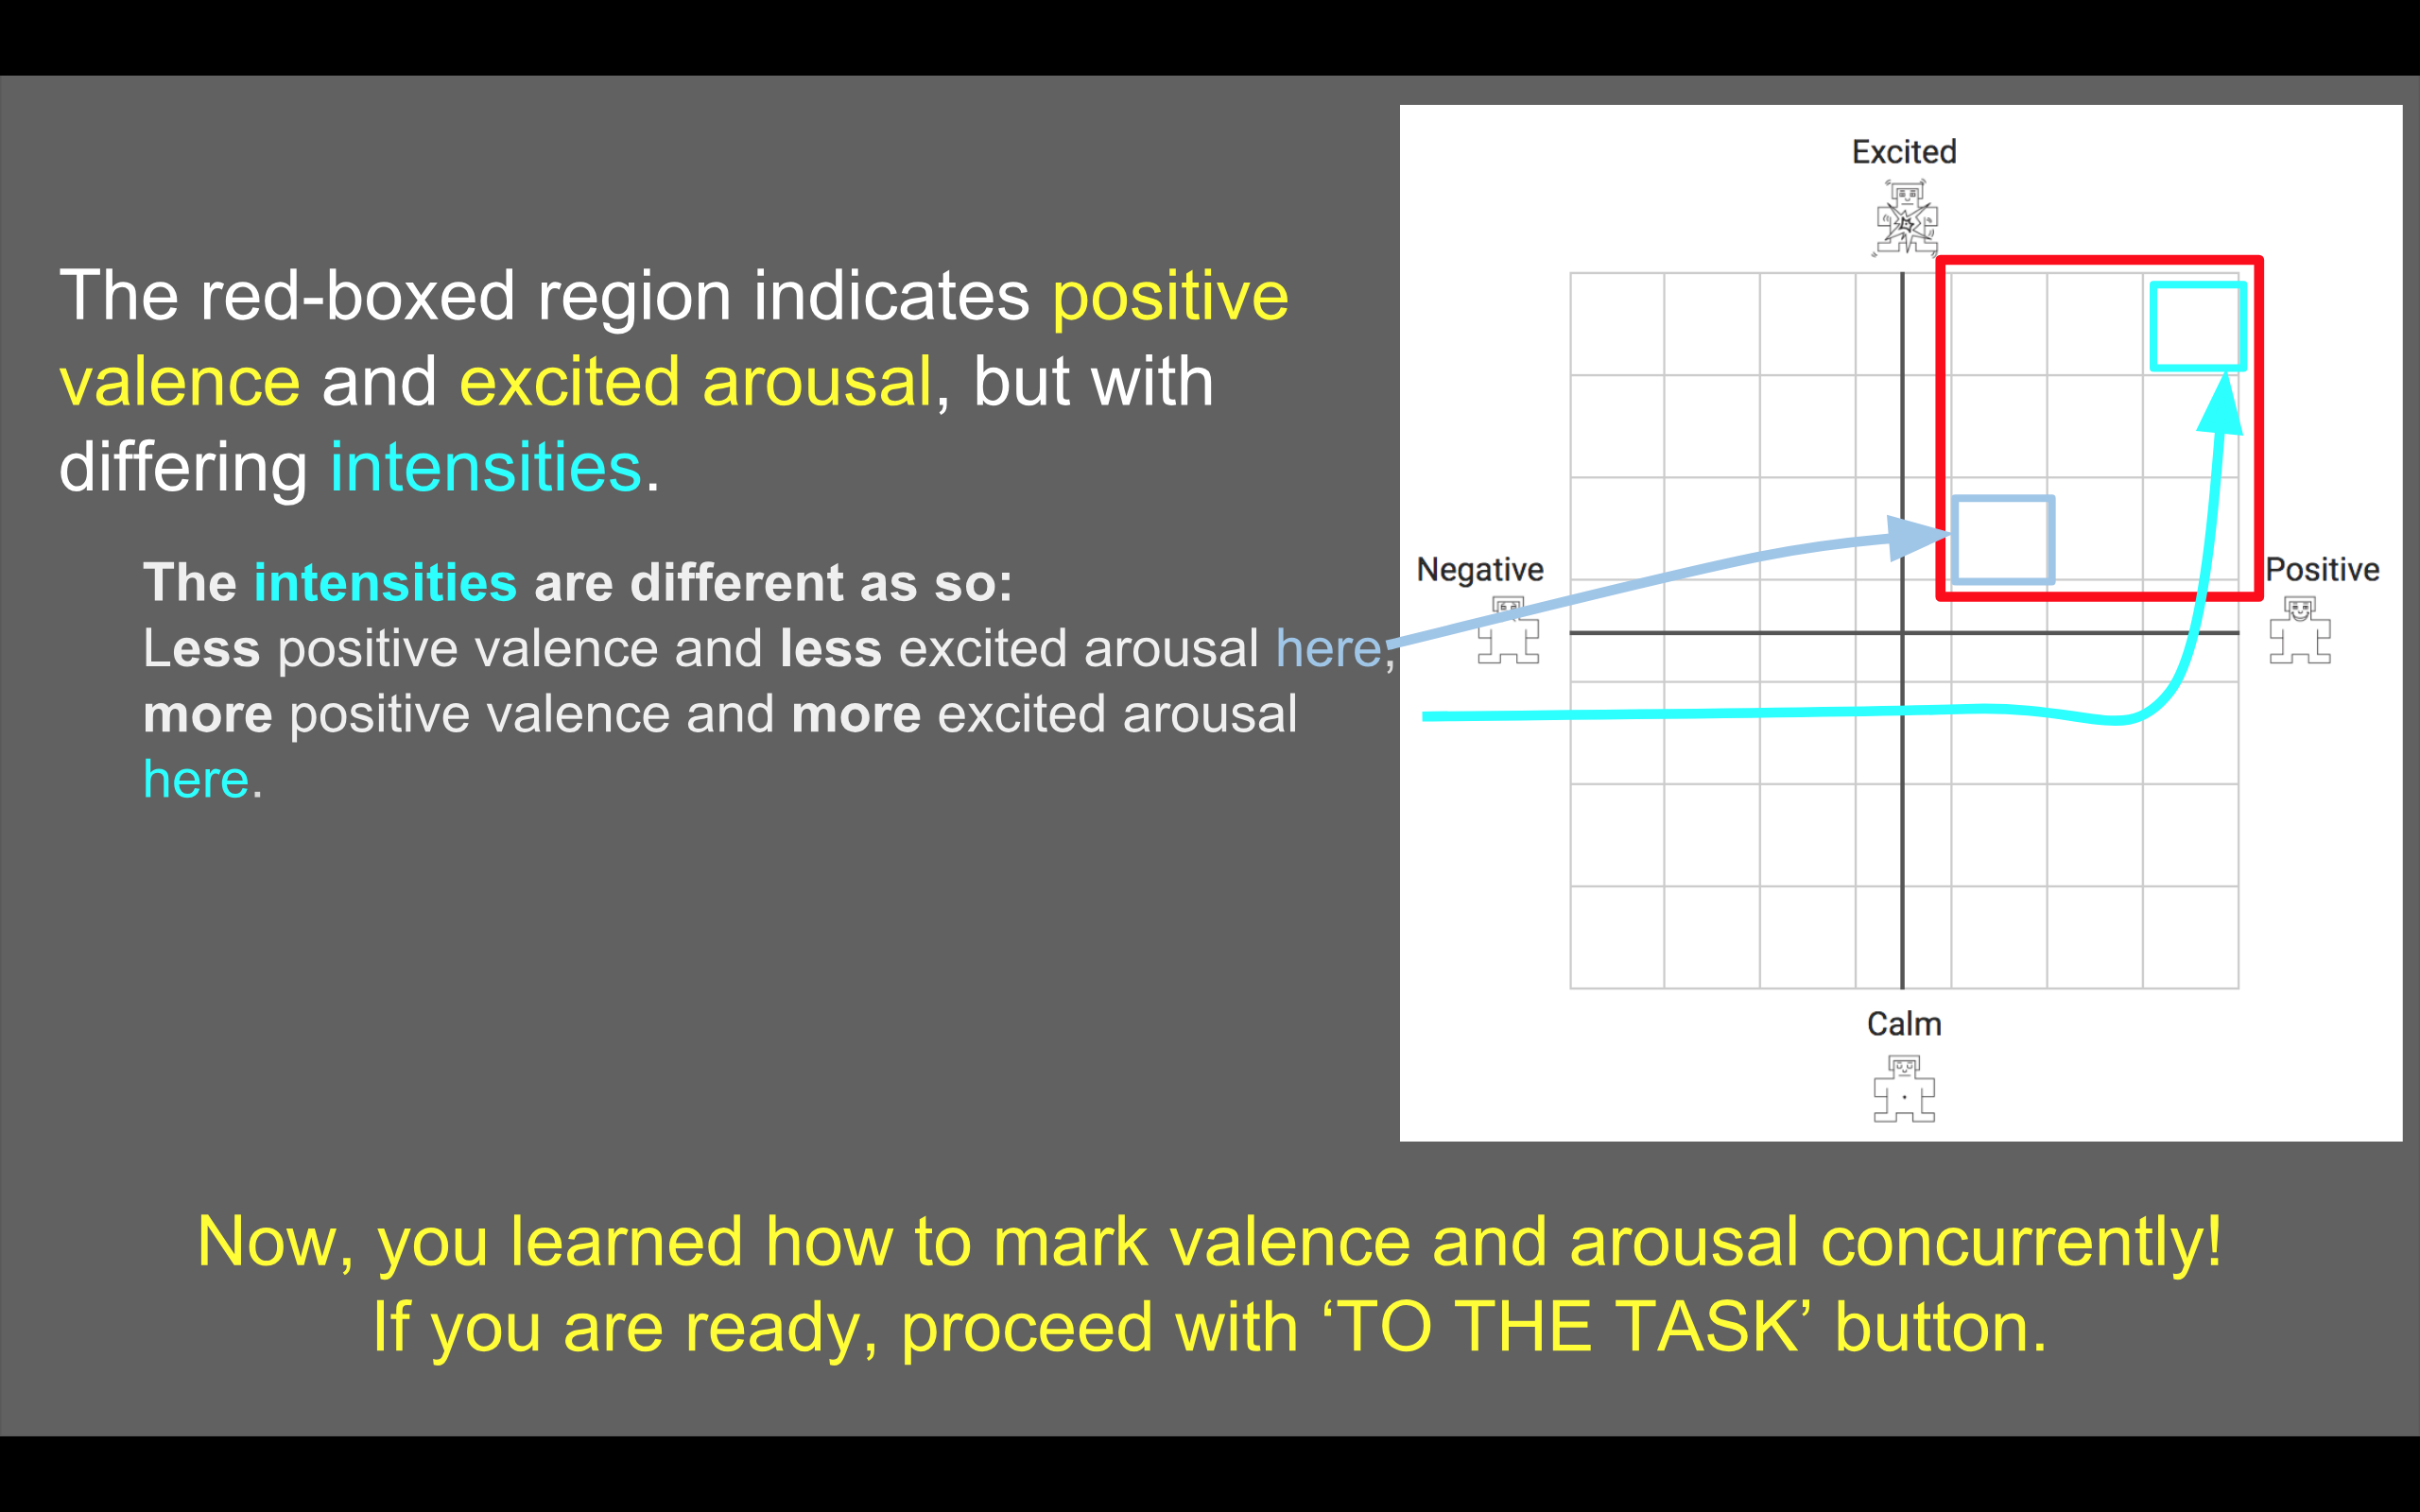 The red-boxed region indicates positive
valence and excited arousal, but with
differing intensities.
The intensities are different as so:
Less positive valence and less excited arousal here,
more positive valence and more excited arousal
here.
Excited
Negative
Positive
Calm
Now, you learned how to mark valence and arousal concurrently!
If you are ready, proceed with ‘TO THE TASK’ button.